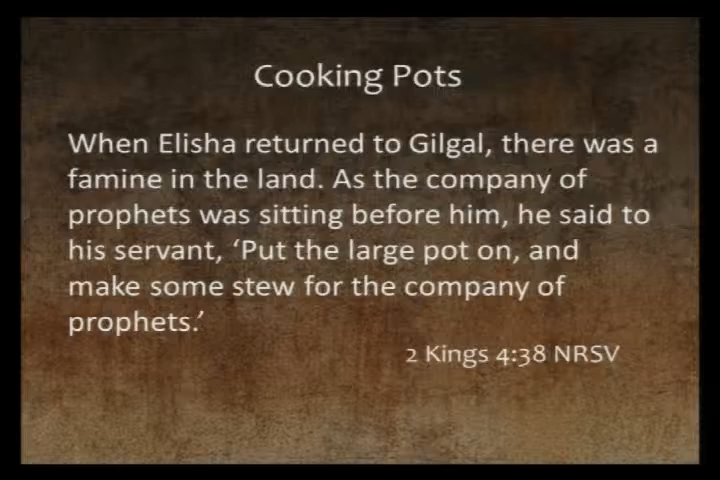 Cooking Pots
When Elisha returned to Gilgal, there was a
famine in the land. As the company of
prophets was sitting before him, he said to
his servant, ‘Put the large pot on, and
make some stew for the company of
prophets.’
2 Kings 4:38 NRSV